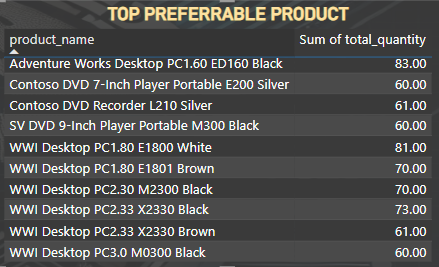 TOP PREFERRABLE PRODUCT
product_name Sum of total_quantity
Adventure Works Desktop PC1.60 ED160 Black 83.00
Contoso DVD 7-Inch Player Portable E200 Silver 60.00
Contoso DVD Recorder L210 Silver 61.00
SV DVD 9-Inch Player Portable M300 Black 60.00
WWI Desktop PC1.80 E1800 White 81.00
WWI Desktop PC1.80 E1801 Brown 70.00
WWI Desktop PC2.30 M2300 Black 70.00
WWI Desktop PC2.33 X2330 Black 73.00
WWI Desktop PC2.33 X2330 Brown 61.00
WWI Desktop PC3.0 M0300 Black 60.00